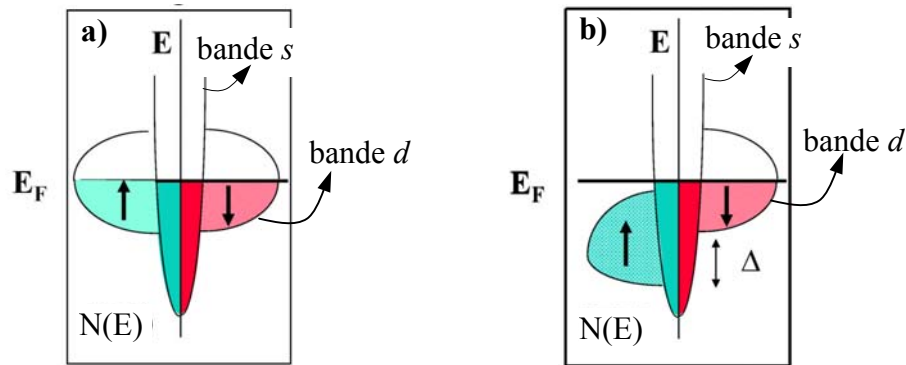 a)
E
bande s
bande d
E_F
N(E)
b)
E
bande s
bande d
E_F
Δ
N(E)